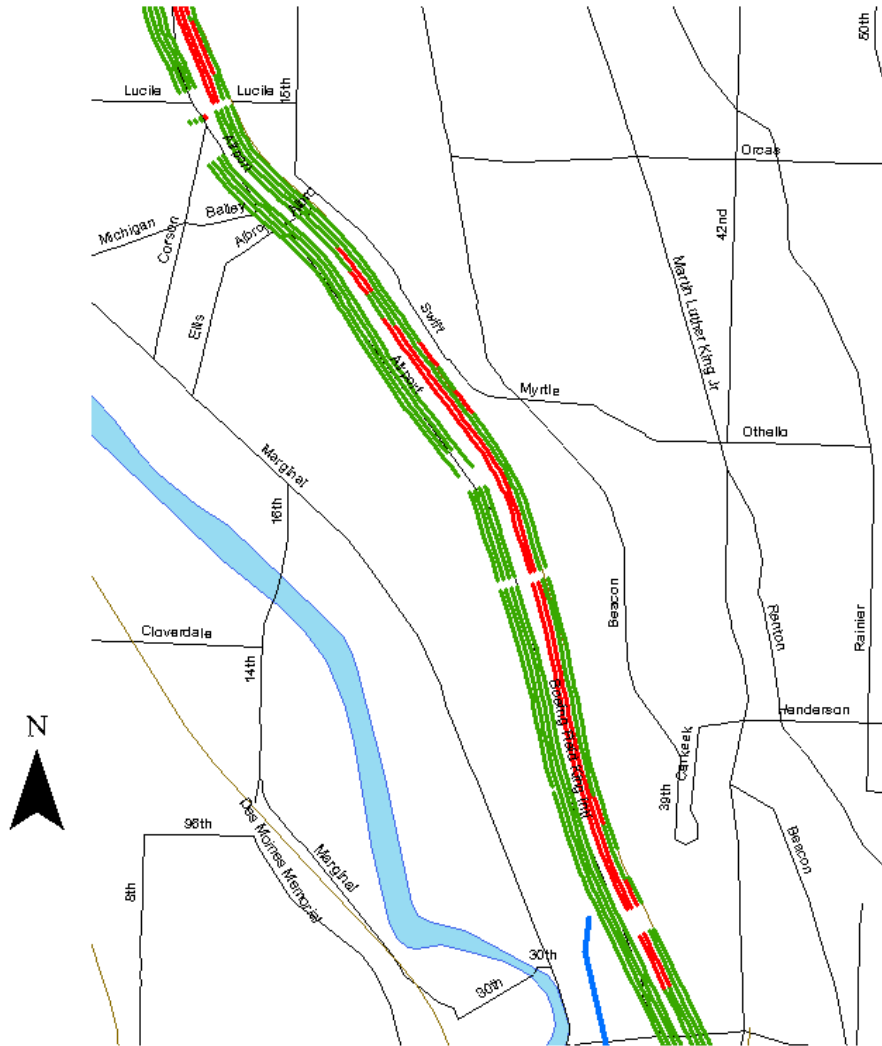 50th
Lucile
Lucile
15th
Airport
Orcas
Albro
Bailey
Michigan
Albro
Corson
42nd
Martin Luther King Jr
Ellis
Swift
Airport
Myrtle
Othello
Marginal
16th
Beacon
Renton
Rainier
Cloverdale
14th
Henderson
N
Carkeek
39th
96th
Des Moines Memorial
Marginal
Beacon
8th
30th
30th